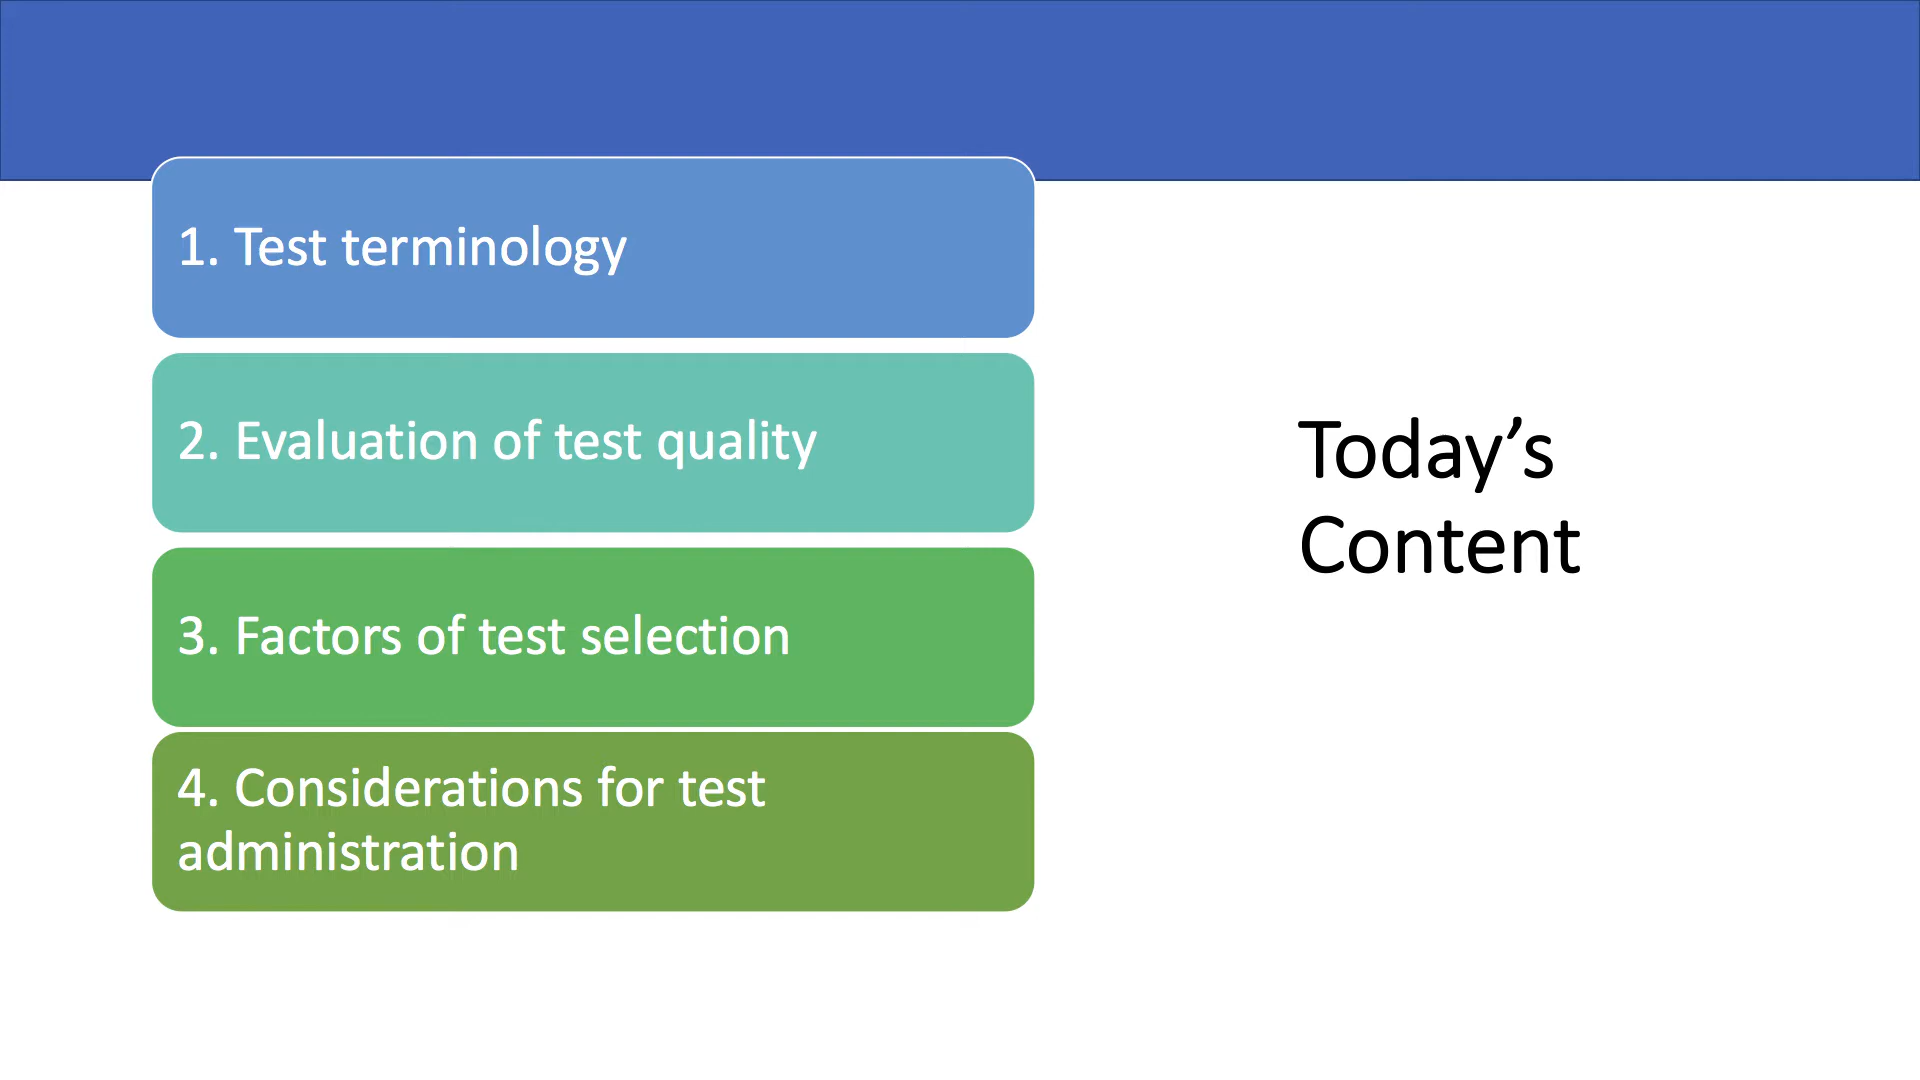 1. Test terminology
2. Evaluation of test quality
3. Factors of test selection
4. Considerations for test
administration
Today’s
Content